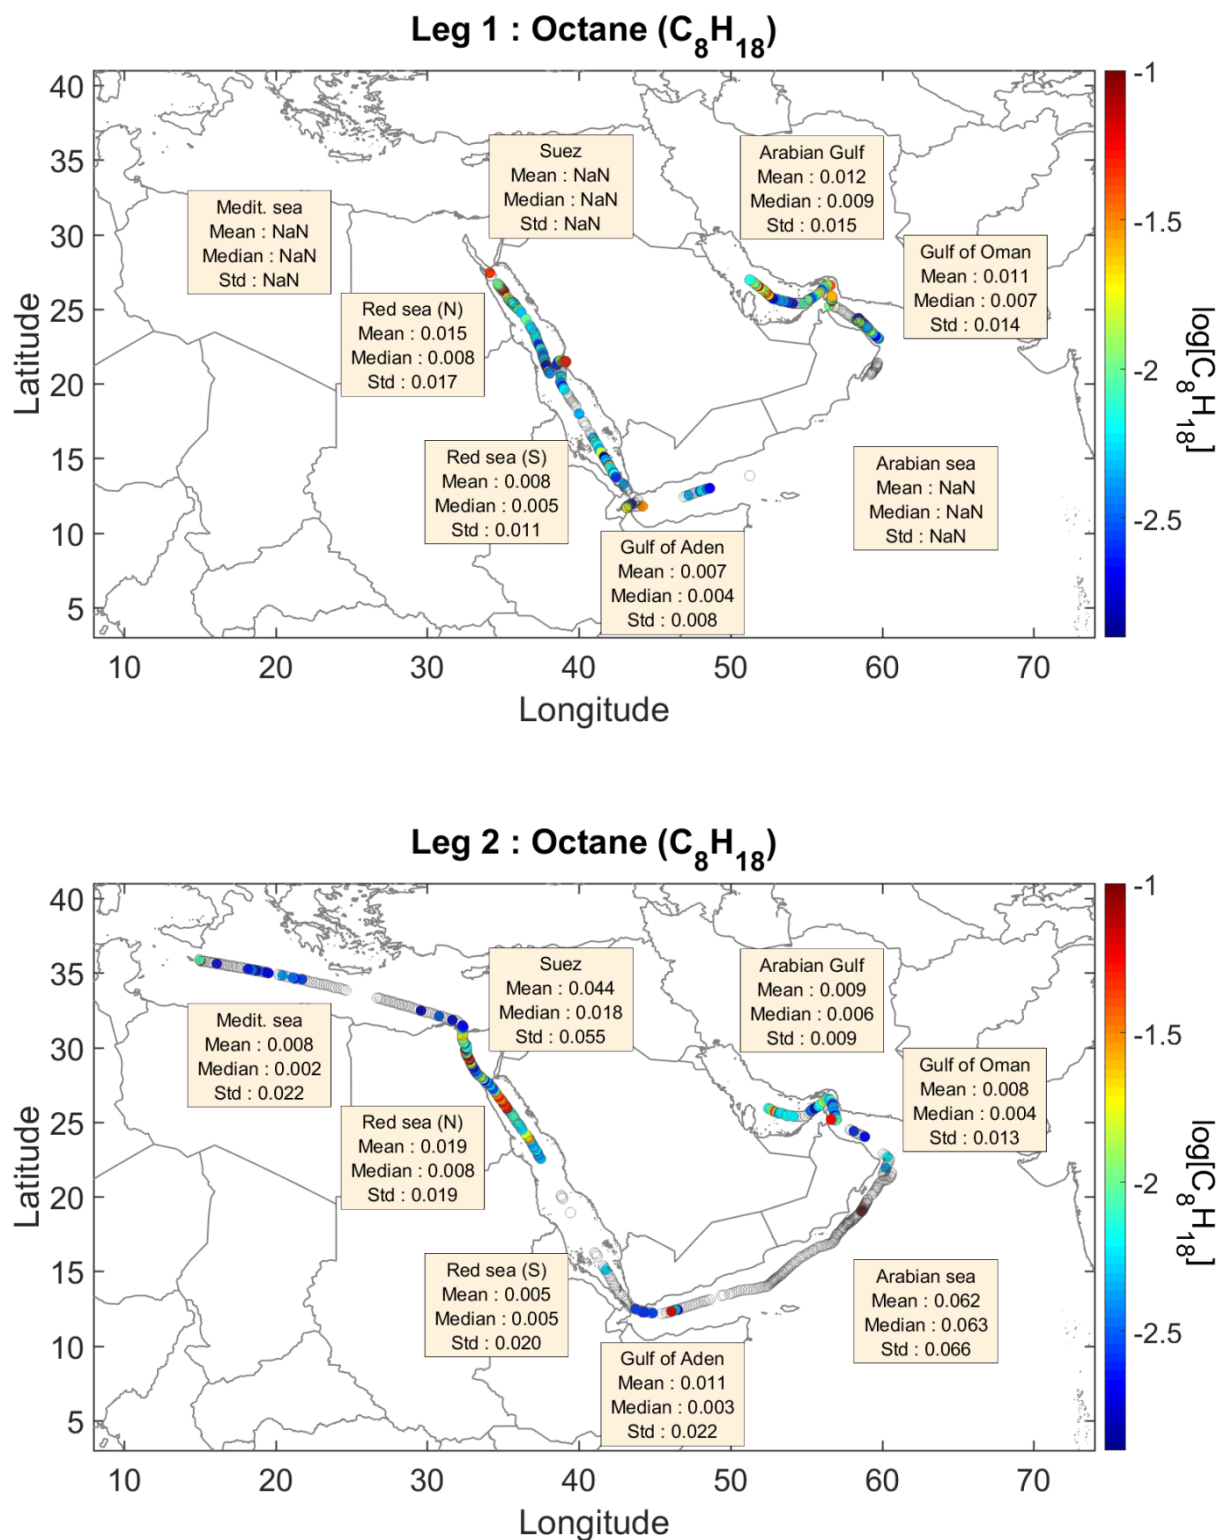 Leg 1 : Octane (C8H18)
40
35
30
25
20
15
10
5
Latitude
10 20 30 40 50 60 70
Longitude
Medit. sea
Mean : NaN
Median : NaN
Std : NaN
Suez
Mean : NaN
Median : NaN
Std : NaN
Arabian Gulf
Mean : 0.012
Median : 0.009
Std : 0.015
Gulf of Oman
Mean : 0.011
Median : 0.007
Std : 0.014
Red sea (N)
Mean : 0.015
Median : 0.008
Std : 0.017
Red sea (S)
Mean : 0.008
Median : 0.005
Std : 0.011
Arabian sea
Mean : NaN
Median : NaN
Std : NaN
Gulf of Aden
Mean : 0.007
Median : 0.004
Std : 0.008
-1
-1.5
-2
-2.5
log[C8H18]
Leg 2 : Octane (C8H18)
40
35
30
25
20
15
10
5
Latitude
10 20 30 40 50 60 70
Longitude
Suez
Mean : 0.044
Median : 0.018
Std : 0.055
Arabian Gulf
Mean : 0.009
Median : 0.006
Std : 0.009
Medit. sea
Mean : 0.008
Median : 0.002
Std : 0.022
Gulf of Oman
Mean : 0.008
Median : 0.004
Std : 0.013
Red sea (N)
Mean : 0.019
Median : 0.008
Std : 0.019
Red sea (S)
Mean : 0.005
Median : 0.005
Std : 0.020
Arabian sea
Mean : 0.062
Median : 0.063
Std : 0.066
Gulf of Aden
Mean : 0.011
Median : 0.003
Std : 0.022
-1
-1.5
-2
-2.5
log[C8H18]